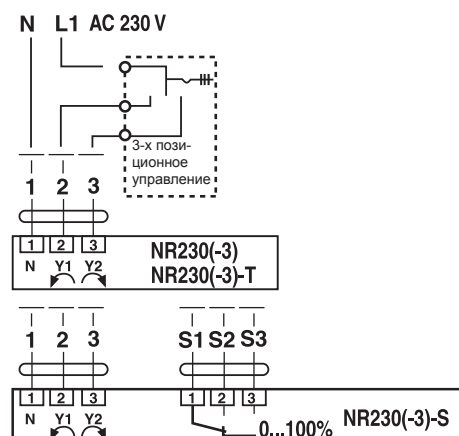 N L1 AC 230 V
3-х пози-
ционное
управление
1 2 3
1 2 3
N Y1 Y2
NR230(-3)
NR230(-3)-T
1 2 3
S1 S2 S3
1 2 3
1 2 3
N Y1 Y2
0...100%
NR230(-3)-S